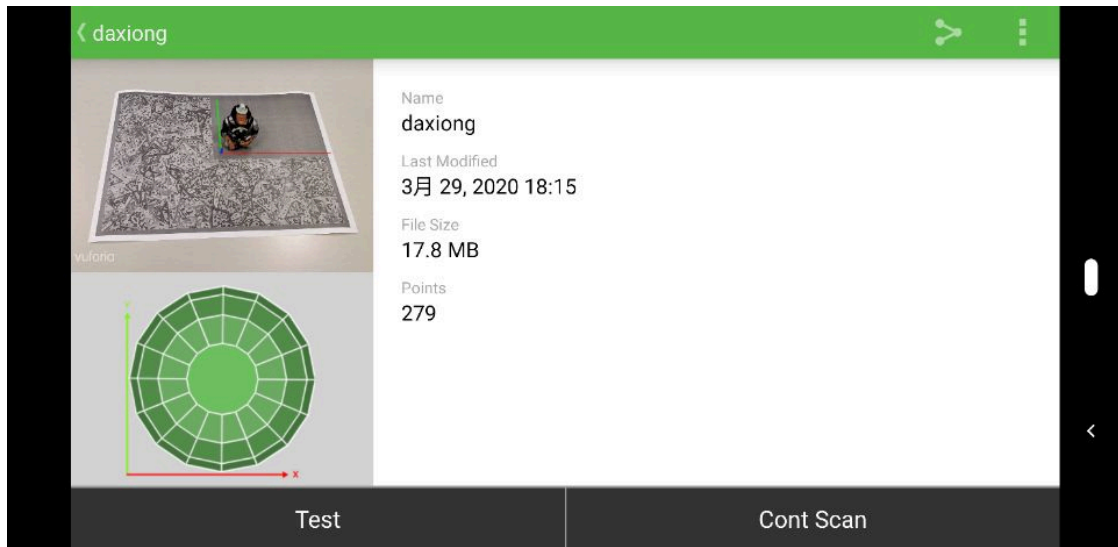 daxiong
Name
daxiong
Last Modified
3月 29, 2020 18:15
File Size
17.8 MB
vuforia
Points
279
Y
X
Test
Cont Scan